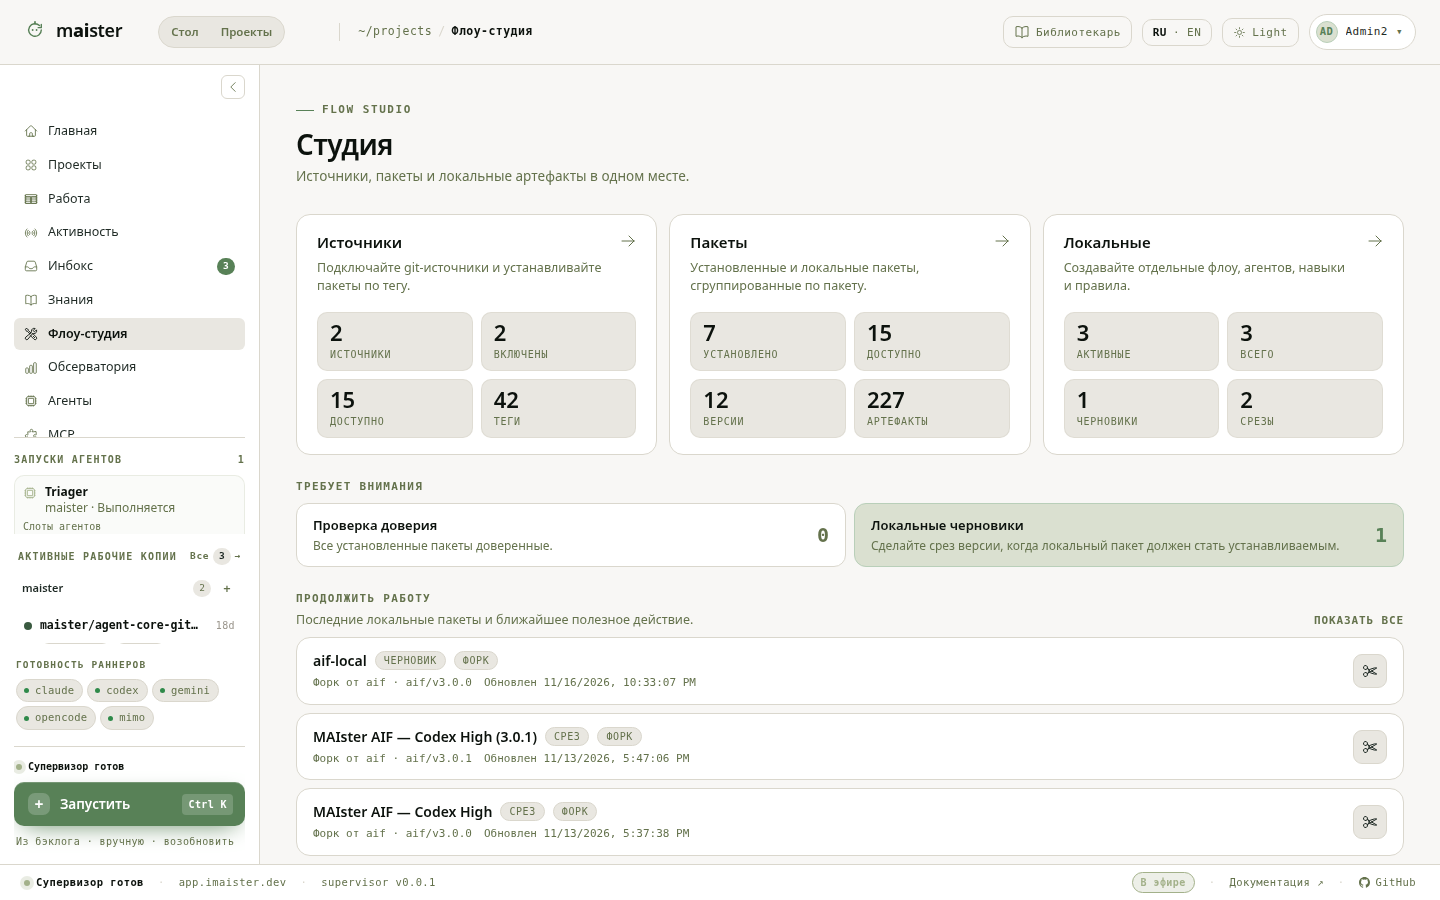 maister
Стол Проекты
~/projects / Флоу-студия
Библиотекарь
RU · EN
Light
AD Admin2 ▾
Главная
Проекты
Работа
Активность
Инбокс 3
Знания
Флоу-студия
Обсерватория
Агенты
MCP
ЗАПУСКИ АГЕНТОВ 1
Triager
maister · Выполняется
Слоты агентов
АКТИВНЫЕ РАБОЧИЕ КОПИИ Все 3 →
maister 2 +
maister/agent-core-git… 18d
ГОТОВНОСТЬ РАННЕРОВ
claude codex gemini
opencode mimo
Супервизор готов
+ Запустить Ctrl K
Из бэклога · вручную · возобновить
FLOW STUDIO
Студия
Источники, пакеты и локальные артефакты в одном месте.
Источники →
Подключайте git-источники и устанавливайте
пакеты по тегу.
2 2
ИСТОЧНИКИ ВКЛЮЧЕНЫ
15 42
ДОСТУПНО ТЕГИ
Пакеты →
Установленные и локальные пакеты,
сгруппированные по пакету.
7 15
УСТАНОВЛЕНО ДОСТУПНО
12 227
ВЕРСИИ АРТЕФАКТЫ
Локальные →
Создавайте отдельные флоу, агентов, навыки
и правила.
3 3
АКТИВНЫЕ ВСЕГО
1 2
ЧЕРНОВИКИ СРЕЗЫ
ТРЕБУЕТ ВНИМАНИЯ
Проверка доверия
Все установленные пакеты доверенные.
0
Локальные черновики
Сделайте срез версии, когда локальный пакет должен стать устанавливаемым.
1
ПРОДОЛЖИТЬ РАБОТУ
Последние локальные пакеты и ближайшее полезное действие.
ПОКАЗАТЬ ВСЕ
aif-local ЧЕРНОВИК ФОРК
Форк от aif · aif/v3.0.0 Обновлен 11/16/2026, 10:33:07 PM
MAIster AIF — Codex High (3.0.1) СРЕЗ ФОРК
Форк от aif · aif/v3.0.1 Обновлен 11/13/2026, 5:47:06 PM
MAIster AIF — Codex High СРЕЗ ФОРК
Форк от aif · aif/v3.0.0 Обновлен 11/13/2026, 5:37:38 PM
Супервизор готов · app.imaister.dev · supervisor v0.0.1
В эфире · Документация ↗ · GitHub